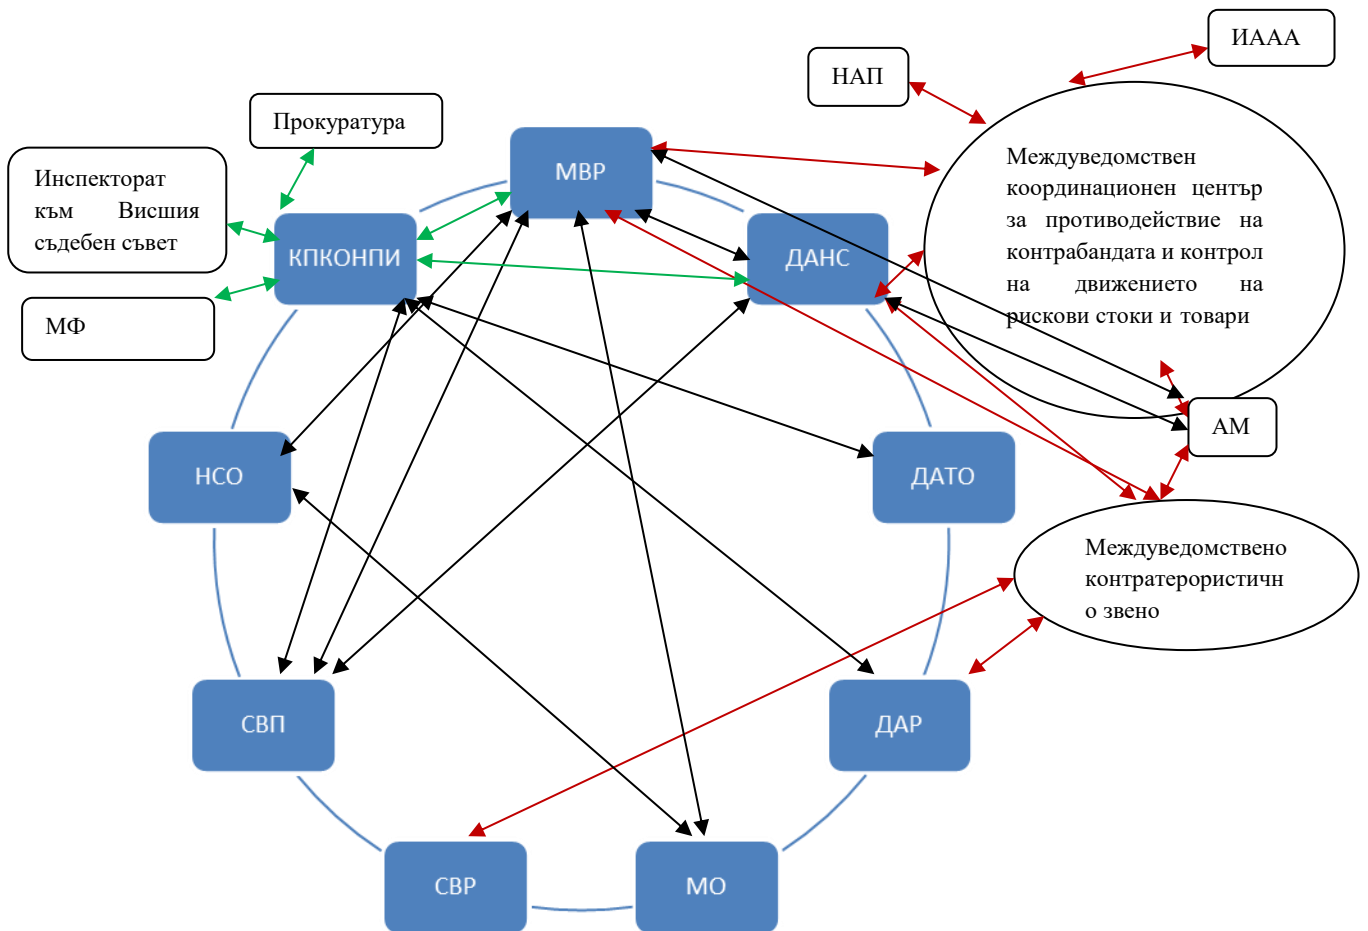 ИААА
НАП
Прокуратура
Междуведомствен
координационен център
за противодействие на
контрабандата и контрол
на движението на
рискови стоки и товари
МВР
Инспекторат
към Висшия
съдебен съвет
КПКОНПИ
ДАНС
МФ
АМ
НСО
ДАТО
Междуведомствено
контратерористичн
о звено
СВП
ДАР
СВР
МО